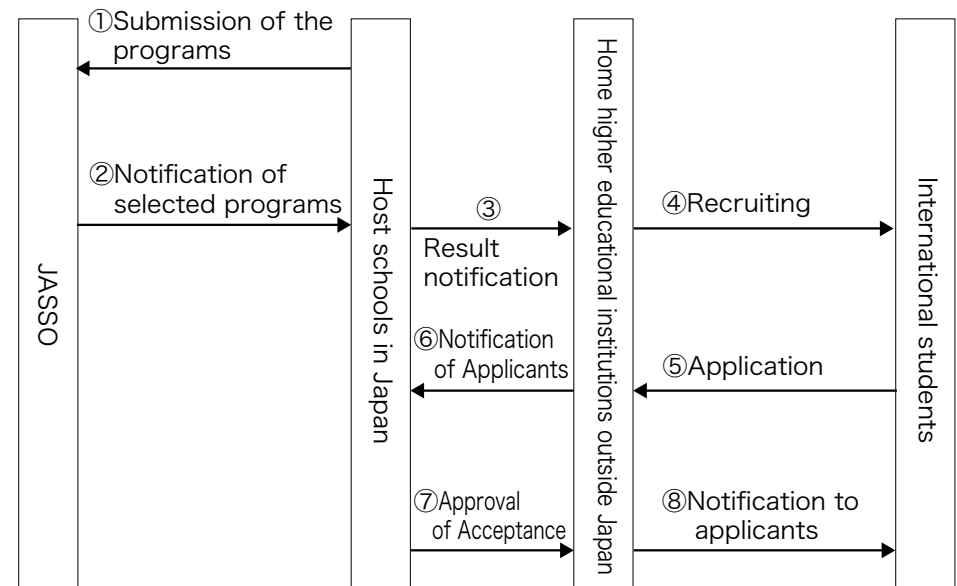 ①Submission of the
programs
②Notification of
selected programs
JASSO
Host schools in Japan
③
Result
notification
⑥Notification
of Applicants
⑦Approval
of Acceptance
Home higher educational institutions outside Japan
④Recruiting
⑤Application
⑧Notification to
applicants
International students